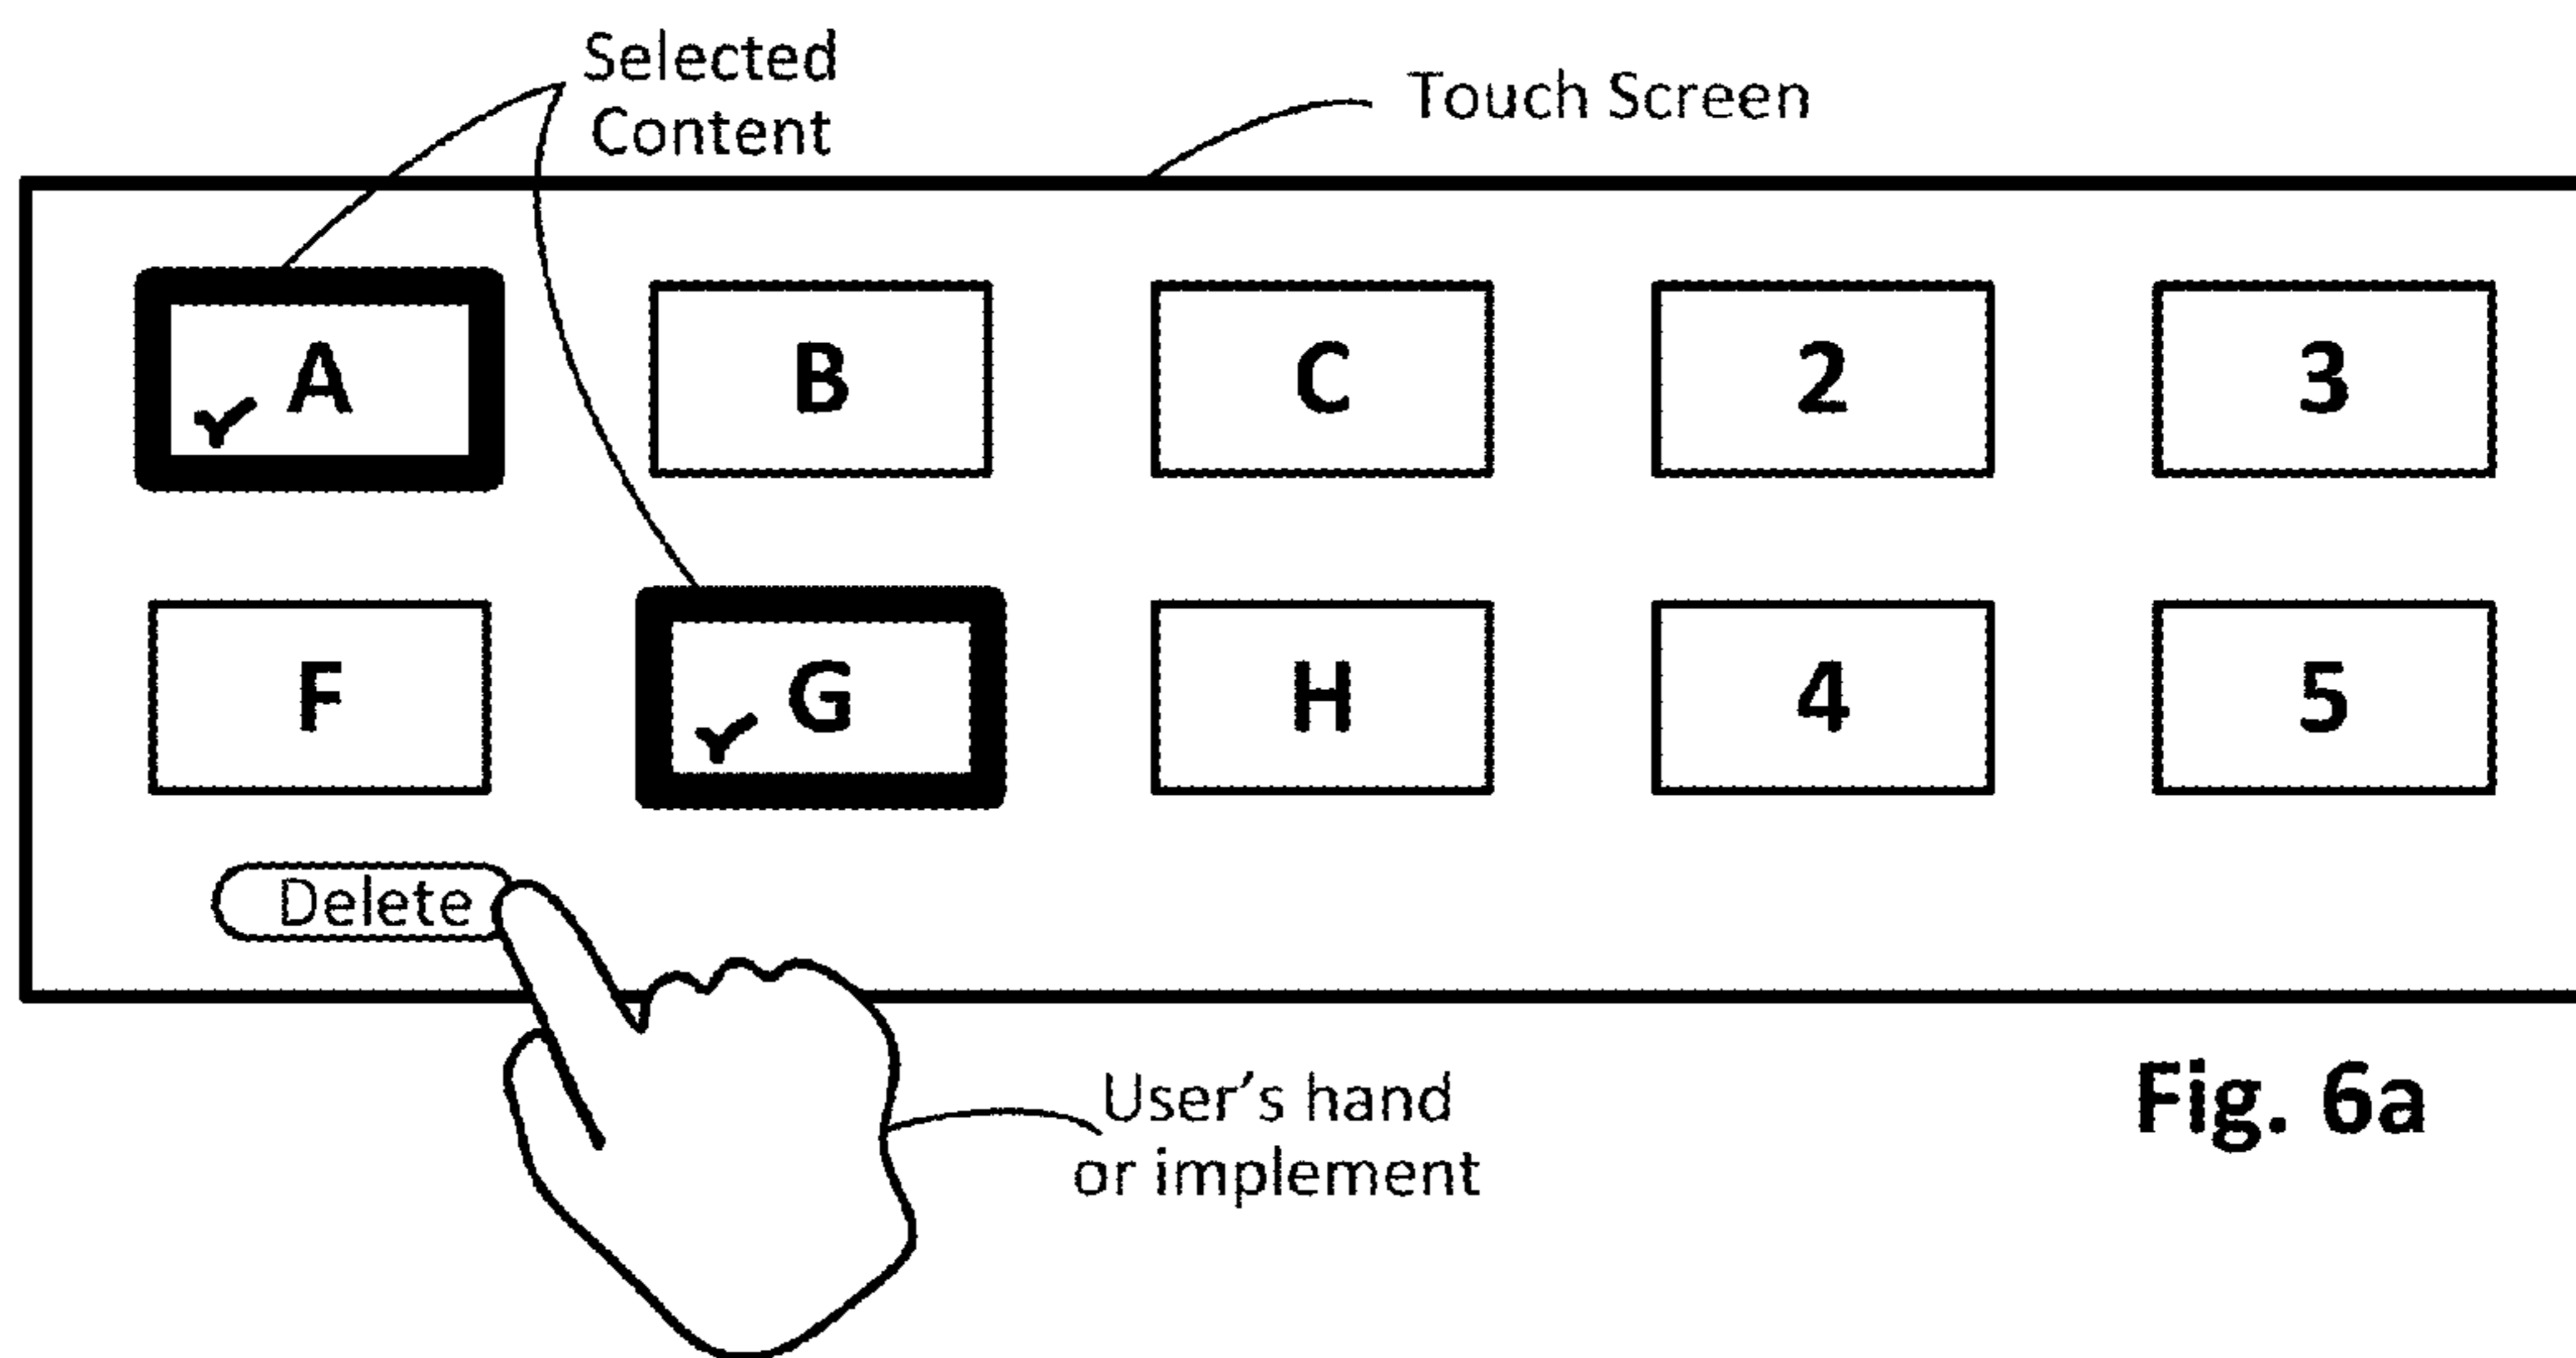 Selected
Content
Touch Screen
A
B
C
2
3
F
G
H
4
5
Delete
User's hand
or implement
Fig. 6a